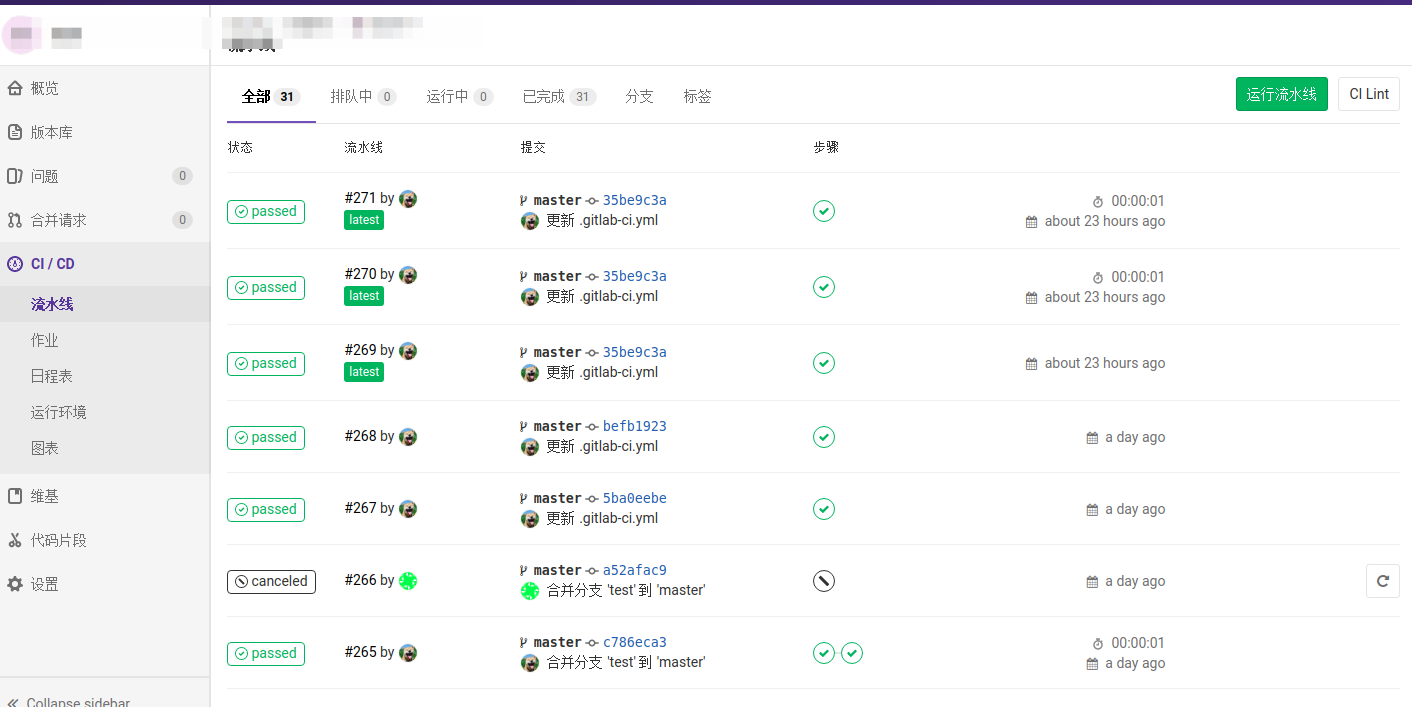 概览
版本库
问题 0
合并请求 0
CI / CD
流水线
作业
日程表
运行环境
图表
维基
代码片段
设置
Collapse sidebar
流水线
全部 31 排队中 0 运行中 0 已完成 31 分支 标签 运行流水线 CI Lint
状态 流水线 提交 步骤
passed #271 by latest master 35be9c3a 更新 .gitlab-ci.yml 00:00:01 about 23 hours ago
passed #270 by latest master 35be9c3a 更新 .gitlab-ci.yml 00:00:01 about 23 hours ago
passed #269 by latest master 35be9c3a 更新 .gitlab-ci.yml about 23 hours ago
passed #268 by master befb1923 更新 .gitlab-ci.yml a day ago
passed #267 by master 5ba0eebe 更新 .gitlab-ci.yml a day ago
canceled #266 by master a52afac9 合并分支 'test' 到 'master' a day ago
passed #265 by master c786eca3 合并分支 'test' 到 'master' 00:00:01 a day ago